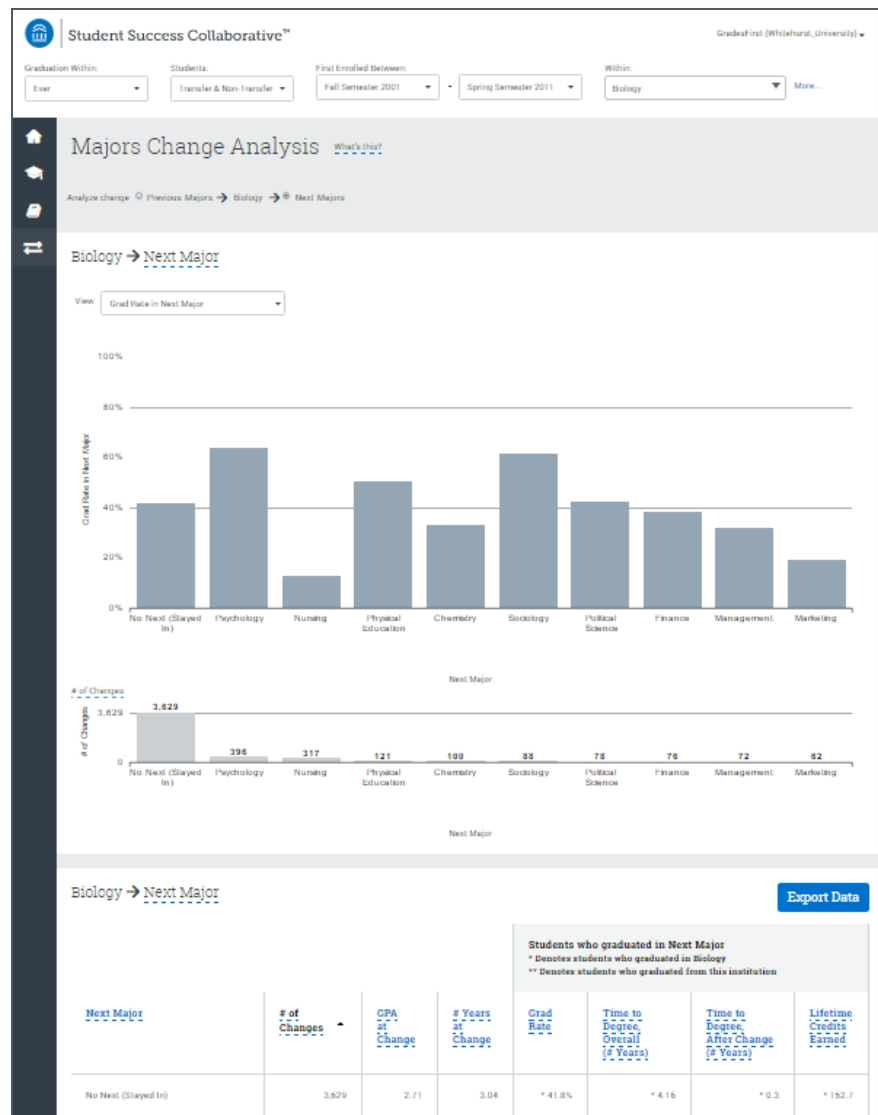 Student Success Collaborative™
GradesFirst (Whitehurst_University)
Graduation Within:
Students:
First Enrolled Between:
Within:
Ever
Transfer & Non-Transfer
Fall Semester 2001
-
Spring Semester 2011
Biology
More...
Majors Change Analysis What's this?
Analyze change Previous Majors → Biology → Next Majors
Biology → Next Major
View Grad Rate in Next Major
100%
80%
60%
40%
20%
0%
Grad Rate in Next Major
No Next (Stayed In)
Psychology
Nursing
Physical Education
Chemistry
Sociology
Political Science
Finance
Management
Marketing
Next Major
# of Changes
# of Changes
3,629
0
3,629
396
317
121
100
88
78
76
72
62
No Next (Stayed In)
Psychology
Nursing
Physical Education
Chemistry
Sociology
Political Science
Finance
Management
Marketing
Next Major
Biology → Next Major
Export Data
Students who graduated in Next Major
* Denotes students who graduated in Biology
** Denotes students who graduated from this institution
Next Major
# of Changes
GPA at Change
# Years at Change
Grad Rate
Time to Degree, Overall (# Years)
Time to Degree, After Change (# Years)
Lifetime Credits Earned
No Next (Stayed In) 3,629 2.71 3.04 * 41.8% * 4.16 * 0.3 * 152.7